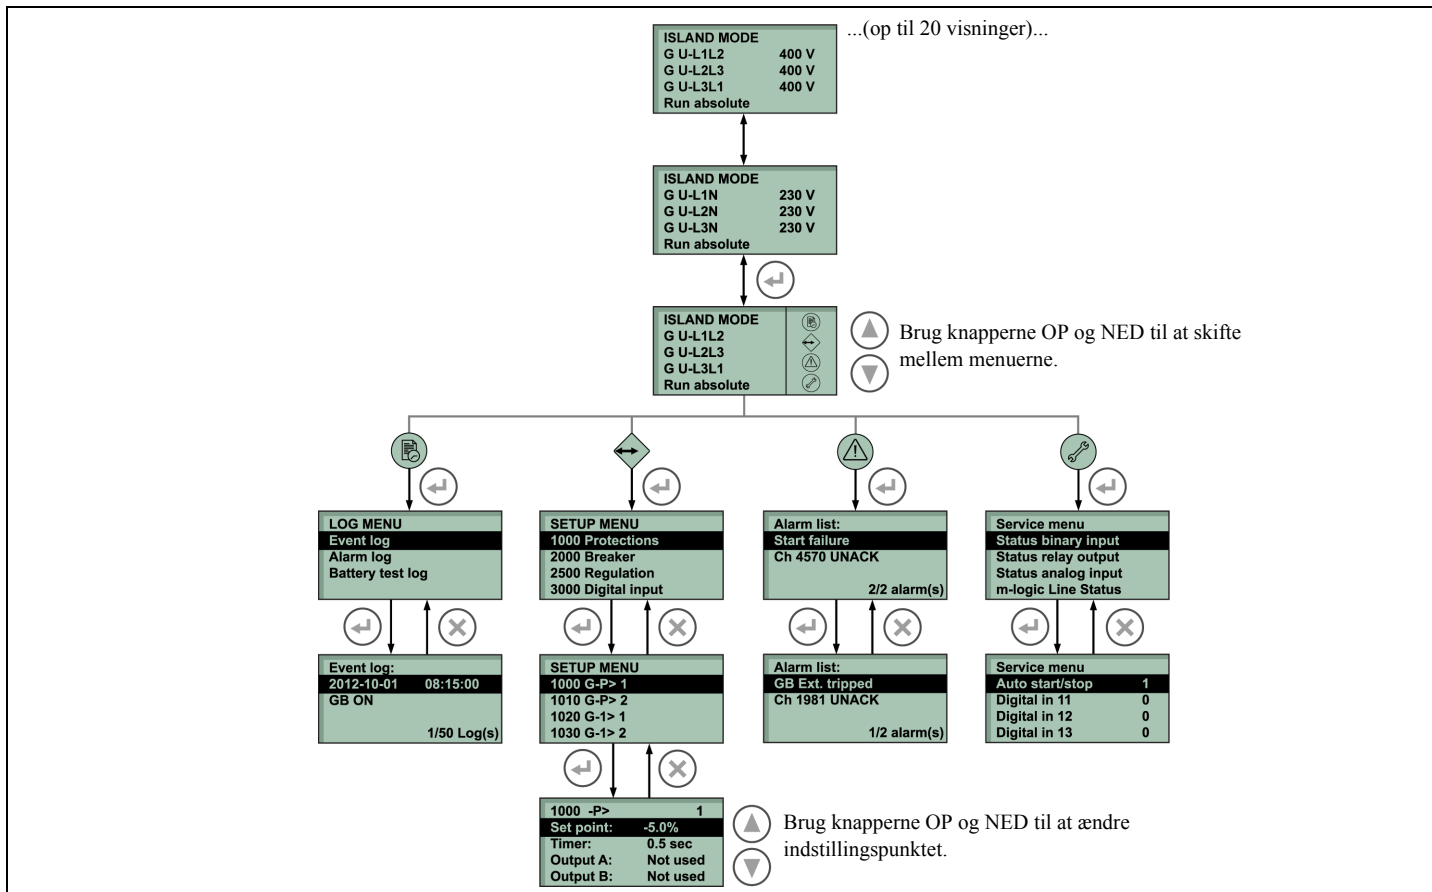 ...(op til 20 visninger)...
ISLAND MODE
G U-L1L2 400 V
G U-L2L3 400 V
G U-L3L1 400 V
Run absolute
ISLAND MODE
G U-L1N 230 V
G U-L2N 230 V
G U-L3N 230 V
Run absolute
ISLAND MODE
G U-L1L2
G U-L2L3
G U-L3L1
Run absolute
Brug knapperne OP og NED til at skifte
mellem menuerne.
LOG MENU
Event log
Alarm log
Battery test log
SETUP MENU
1000 Protections
2000 Breaker
2500 Regulation
3000 Digital input
Alarm list:
Start failure
Ch 4570 UNACK
2/2 alarm(s)
Service menu
Status binary input
Status relay output
Status analog input
m-logic Line Status
Event log:
2012-10-01 08:15:00
GB ON
1/50 Log(s)
SETUP MENU
1000 G-P> 1
1010 G-P> 2
1020 G-1> 1
1030 G-1> 2
Alarm list:
GB Ext. tripped
Ch 1981 UNACK
1/2 alarm(s)
Service menu
Auto start/stop 1
Digital in 11 0
Digital in 12 0
Digital in 13 0
1000 -P> 1
Set point: -5.0%
Timer: 0.5 sec
Output A: Not used
Output B: Not used
Brug knapperne OP og NED til at ændre
indstillingspunktet.